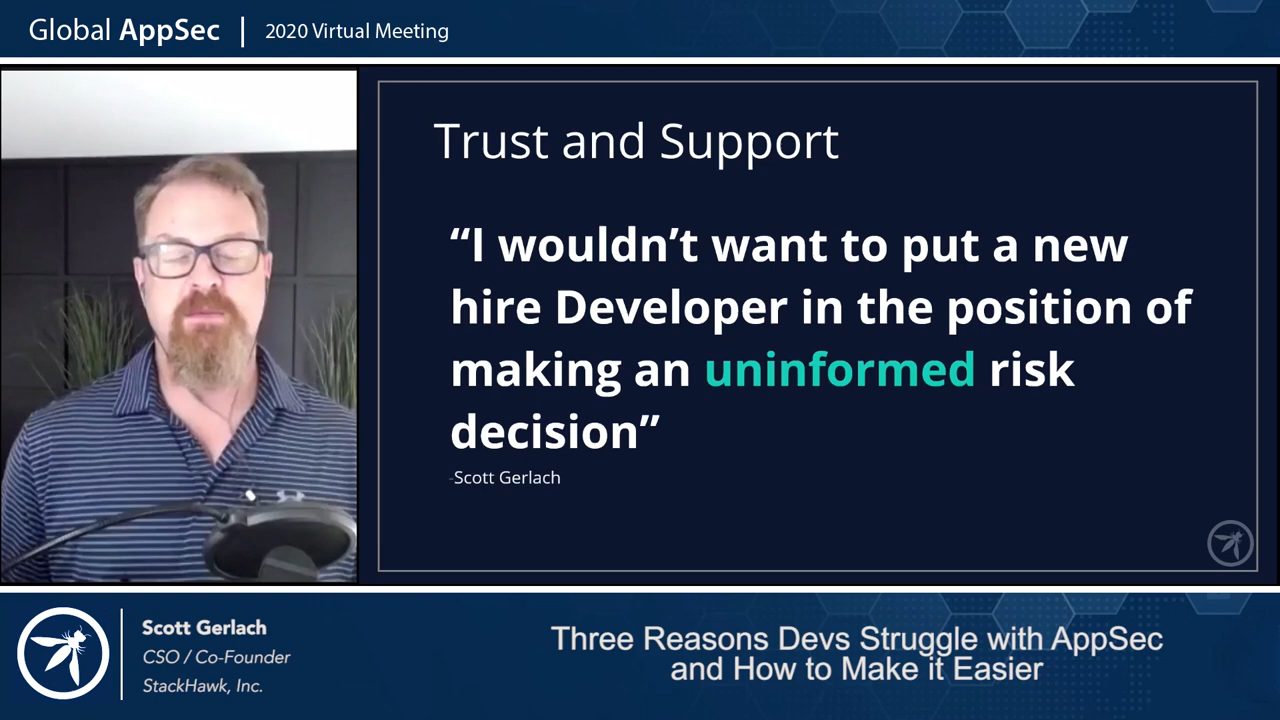 Global AppSec | 2020 Virtual Meeting
Trust and Support
“I wouldn’t want to put a new
hire Developer in the position of
making an uninformed risk
decision”
-Scott Gerlach
Scott Gerlach
CSO / Co-Founder
StackHawk, Inc.
Three Reasons Devs Struggle with AppSec
and How to Make it Easier